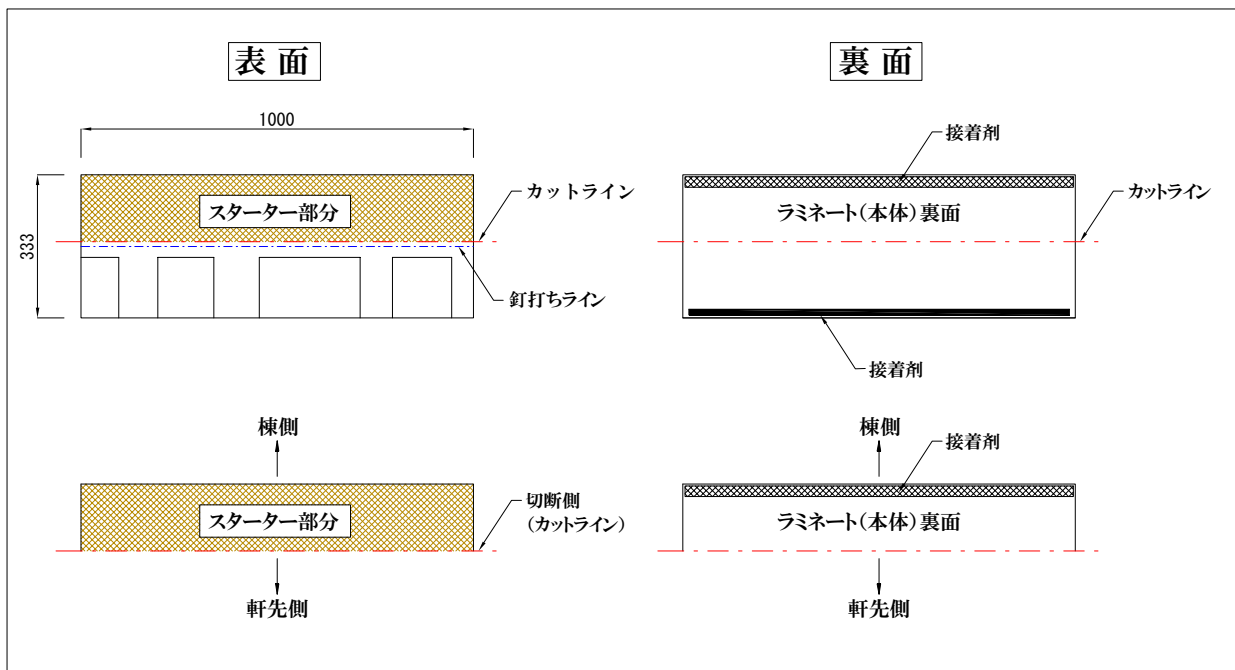 表 面
裏 面
1000
接着剤
カットライン
カットライン
スターター部分
ラミネート(本体)裏面
333
釘打ちライン
接着剤
棟側
棟側
接着剤
切断側
(カットライン)
スターター部分
ラミネート(本体)裏面
軒先側
軒先側